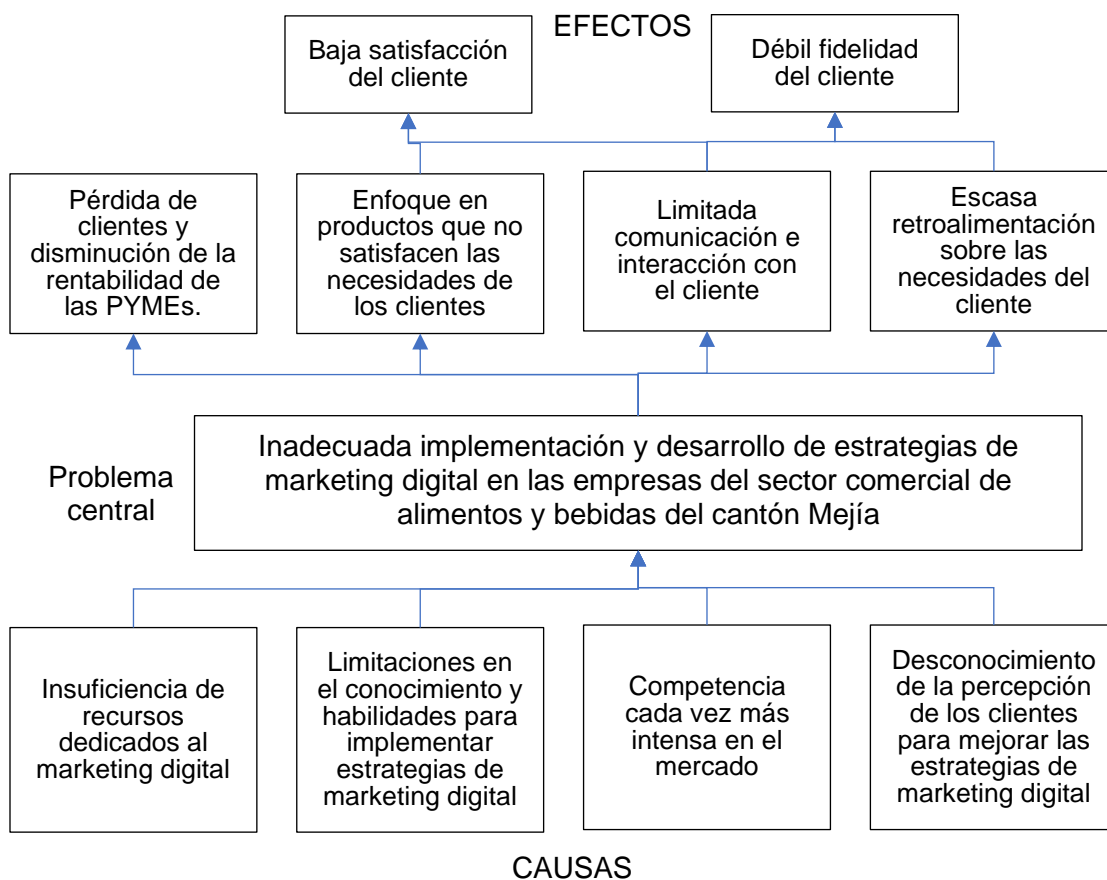 EFECTOS
Baja satisfacción
del cliente
Débil fidelidad
del cliente
Pérdida de
clientes y
disminución de la
rentabilidad de
las PYMEs.
Enfoque en
productos que no
satisfacen las
necesidades de
los clientes
Limitada
comunicación e
interacción con
el cliente
Escasa
retroalimentación
sobre las
necesidades del
cliente
Problema
central
Inadecuada implementación y desarrollo de estrategias de
marketing digital en las empresas del sector comercial de
alimentos y bebidas del cantón Mejía
Insuficiencia de
recursos
dedicados al
marketing digital
Limitaciones en
el conocimiento y
habilidades para
implementar
estrategias de
marketing digital
Competencia
cada vez más
intensa en el
mercado
Desconocimiento
de la percepción
de los clientes
para mejorar las
estrategias de
marketing digital
CAUSAS